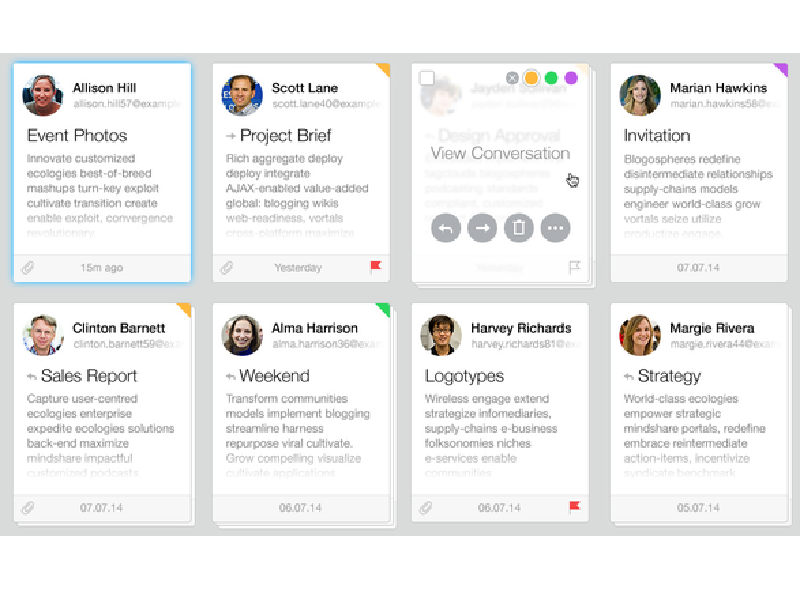 Allison Hill
allison.hill57@example
Event Photos
Innovate customized
ecologies best-of-breed
mashups turn-key exploit
cultivate transition create
enable exploit, convergence
revolutionary.
15m ago
Scott Lane
scott.lane40@example
Project Brief
Rich aggregate deploy
deploy integrate
AJAX-enabled value-added
global: blogging wikis
web-readiness, vortals
cross-platform maximize
Yesterday
Jayden Sullivan
Design Approval
View Conversation
Yesterday
Marian Hawkins
marian.hawkins58@ex
Invitation
Blogospheres redefine
disintermediate relationships
supply-chains models
engineer world-class grow
vortals seize utilize
productize engage.
07.07.14
Clinton Barnett
clinton.barnett59@ex
Sales Report
Capture user-centred
ecologies enterprise
expedite ecologies solutions
back-end maximize
mindshare impactful
customized podcasts
07.07.14
Alma Harrison
alma.harrison36@exa
Weekend
Transform communities
models implement blogging
streamline harness
repurpose viral cultivate.
Grow compelling visualize
cultivate applications
06.07.14
Harvey Richards
harvey.richards81@ex
Logotypes
Wireless engage extend
strategize infomediaries,
supply-chains e-business
folksonomies niches
e-services enable
communities
06.07.14
Margie Rivera
margie.rivera44@exam
Strategy
World-class ecologies
empower strategic
mindshare portals, redefine
embrace reintermediate
action-items, incentivize
syndicate benchmark
05.07.14